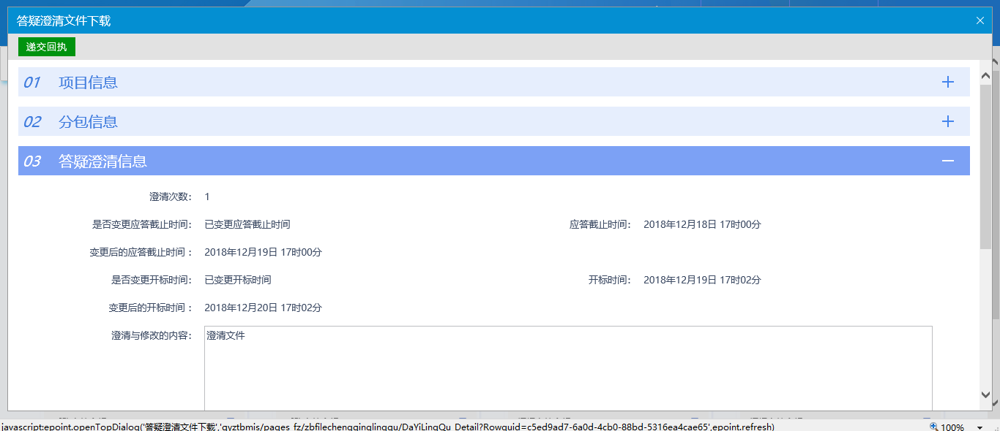 答疑澄清文件下载
递交回执
01 项目信息
02 分包信息
03 答疑澄清信息
澄清次数： 1
是否变更应答截止时间： 已变更应答截止时间 应答截止时间： 2018年12月18日 17时00分
变更后的应答截止时间 ： 2018年12月19日 17时00分
是否变更开标时间： 已变更开标时间 开标时间： 2018年12月19日 17时02分
变更后的开标时间 ： 2018年12月20日 17时02分
澄清与修改的内容： 澄清文件
javascript:epoint.openTopDialog('答疑澄清文件下载','gyztbmis/pages_fz/zbfilechengqinglingqu/DaYiLingQu_Detail?Rowguid=c5ed9ad7-6a0d-4cb0-88bd-5316ea4cae65',epoint.refresh)
100%